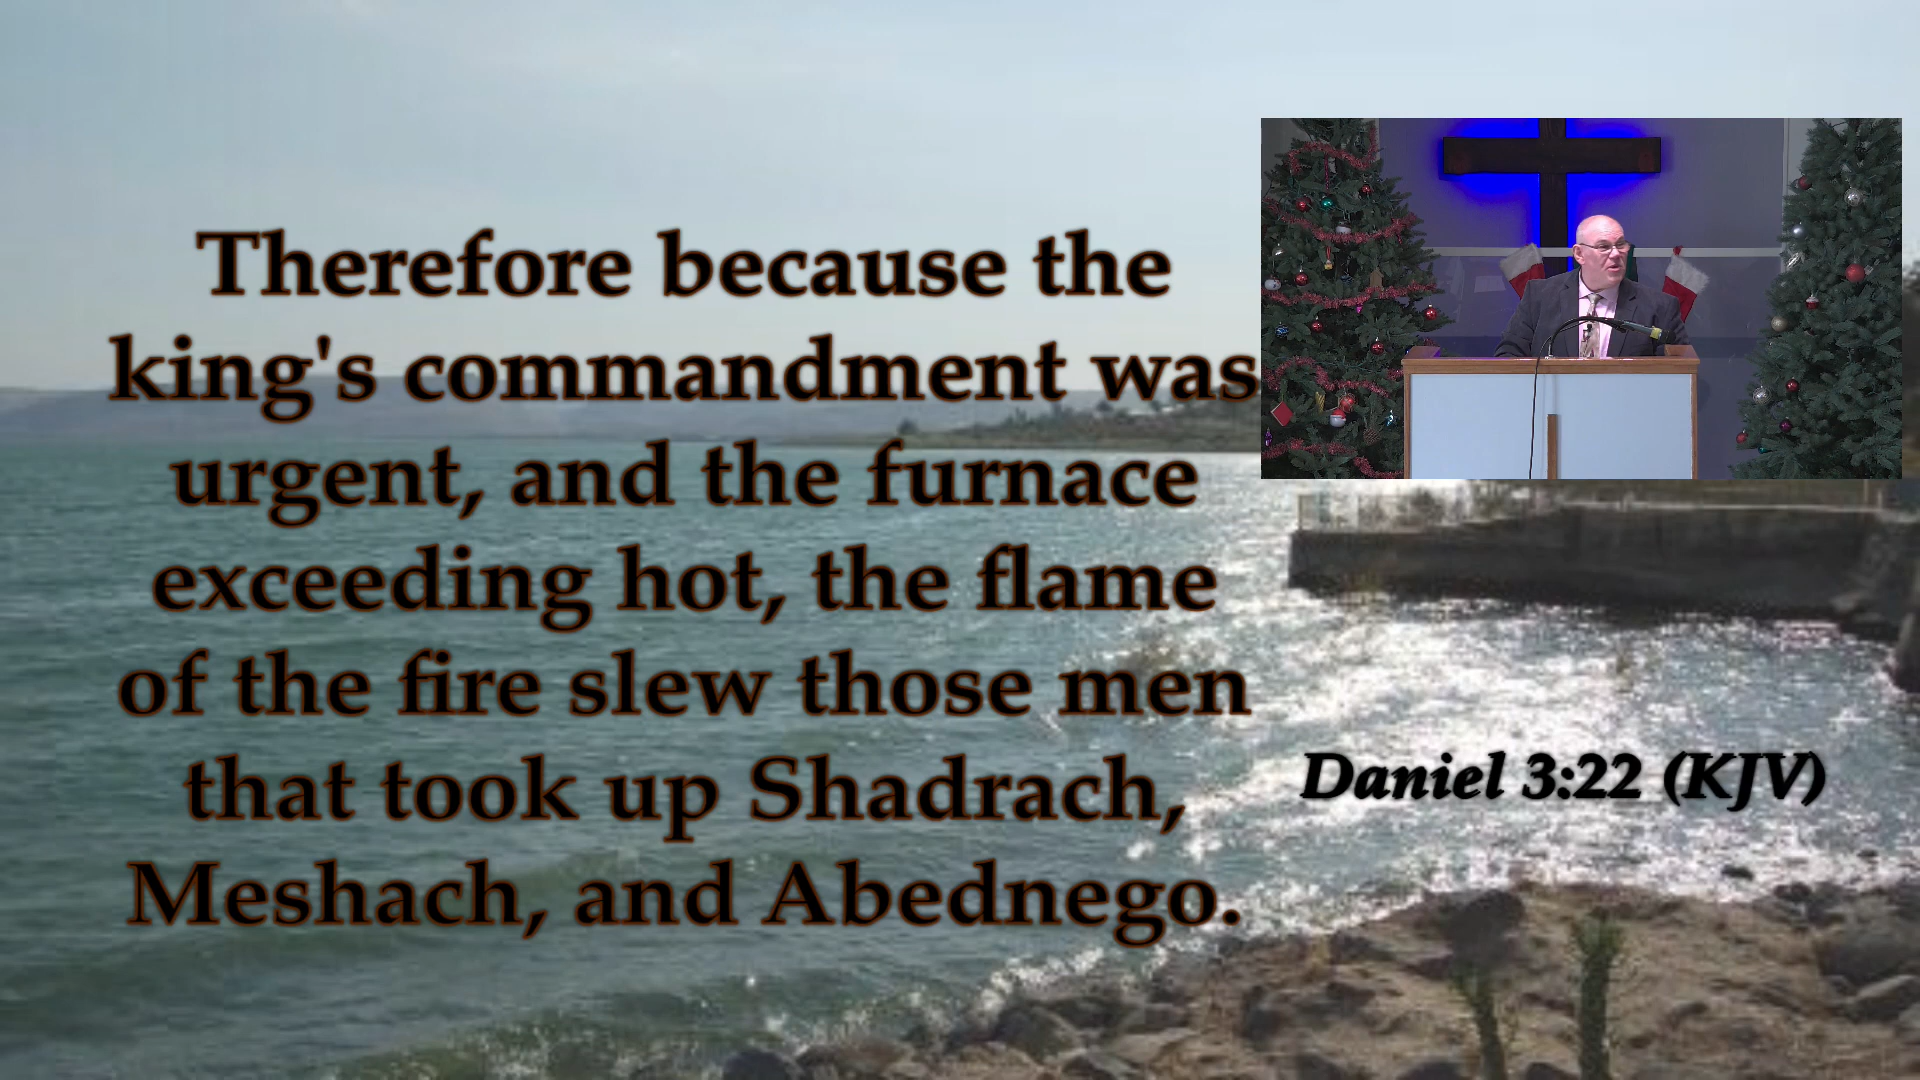 Therefore because the
king's commandment was
urgent, and the furnace
exceeding hot, the flame
of the fire slew those men
that took up Shadrach,
Meshach, and Abednego.
Daniel 3:22 (KJV)